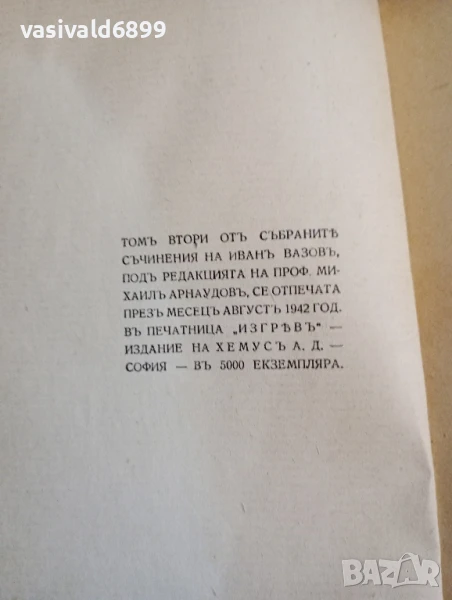 vasivald6899
ТОМЪ ВТОРИ ОТЪ СЪБРАНИТѢ
СЪЧИНЕНИЯ НА ИВАНЪ ВАЗОВЪ,
ПОДЪ РЕДАКЦИЯТА НА ПРОФ. МИ-
ХАИЛЪ АРНАУДОВЪ, СЕ ОТПЕЧАТА
ПРЕЗЪ МЕСЕЦЪ АВГУСТЪ 1942 ГОД.
ВЪ ПЕЧАТНИЦА „ИЗГРѢВЪ“ —
ИЗДАНИЕ НА ХЕМУСЪ А. Д. —
СОФИЯ — ВЪ 5000 ЕКЗЕМПЛЯРА.
BAZAR